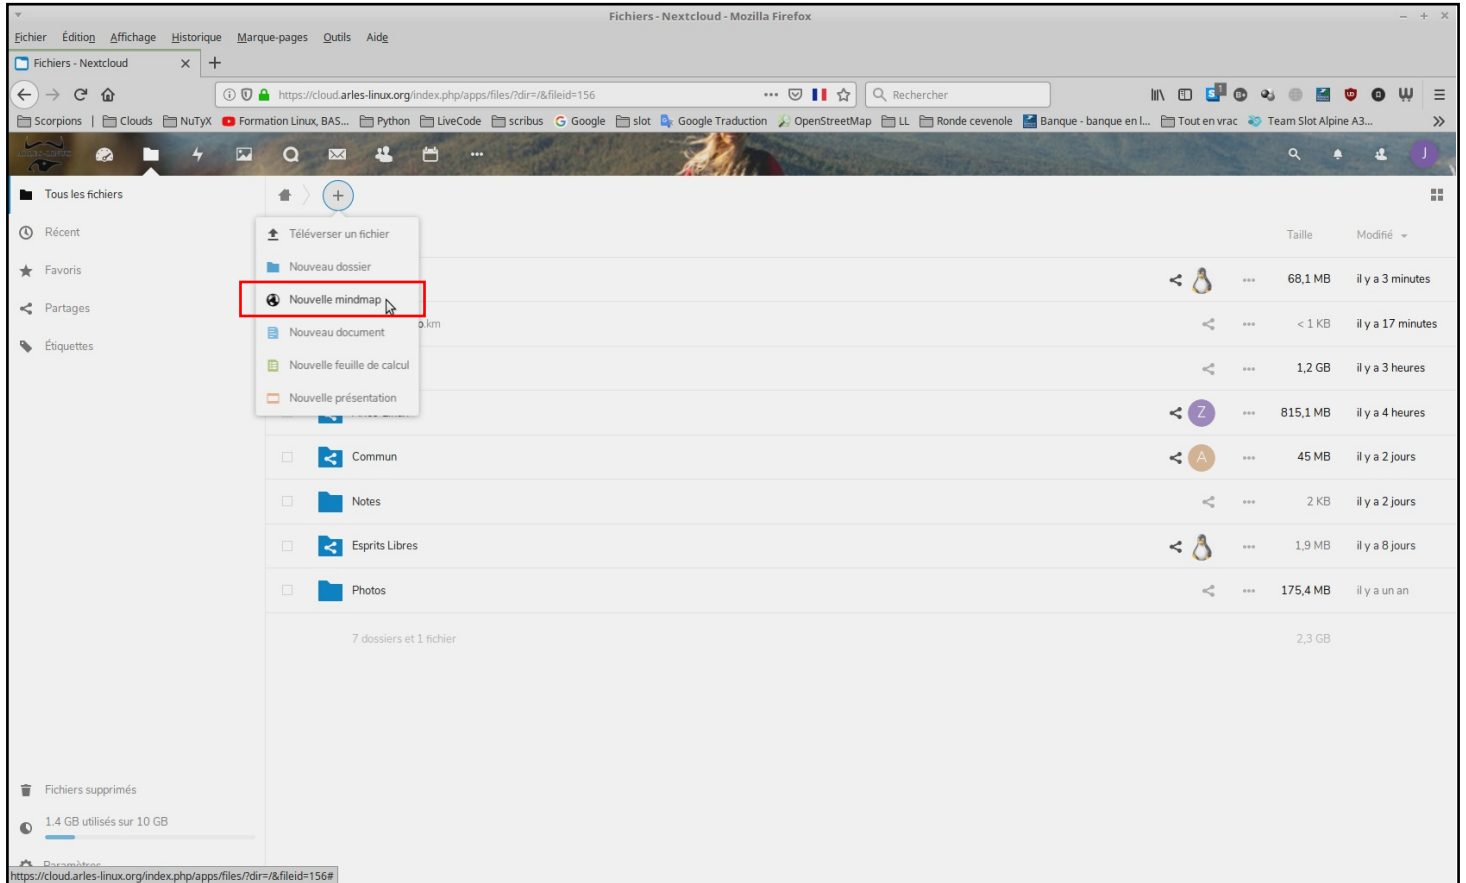 Fichiers - Nextcloud - Mozilla Firefox
Fichier Édition Affichage Historique Marque-pages Outils Aide
Fichiers - Nextcloud
https://cloud.arles-linux.org/index.php/apps/files/?dir=/&fileid=156
Rechercher
Scorpions | Clouds NuTyX Formation Linux, BAS... Python LiveCode scribus Google slot Google Traduction OpenStreetMap LL Ronde cevenole Banque - banque en l... Tout en vrac Team Slot Alpine A3...
J
Tous les fichiers
Récent
Favoris
Partages
Étiquettes
Téléverser un fichier
Nouveau dossier
Nouvelle mindmap
Nouveau document
Nouvelle feuille de calcul
Nouvelle présentation
Taille Modifié
68,1 MB il y a 3 minutes
o.km < 1 KB il y a 17 minutes
1,2 GB il y a 3 heures
Z 815,1 MB il y a 4 heures
Commun A 45 MB il y a 2 jours
Notes 2 KB il y a 2 jours
Esprits Libres 1,9 MB il y a 8 jours
Photos 175,4 MB il y a un an
7 dossiers et 1 fichier 2,3 GB
Fichiers supprimés
1.4 GB utilisés sur 10 GB
Paramètres
https://cloud.arles-linux.org/index.php/apps/files/?dir=/&fileid=156#